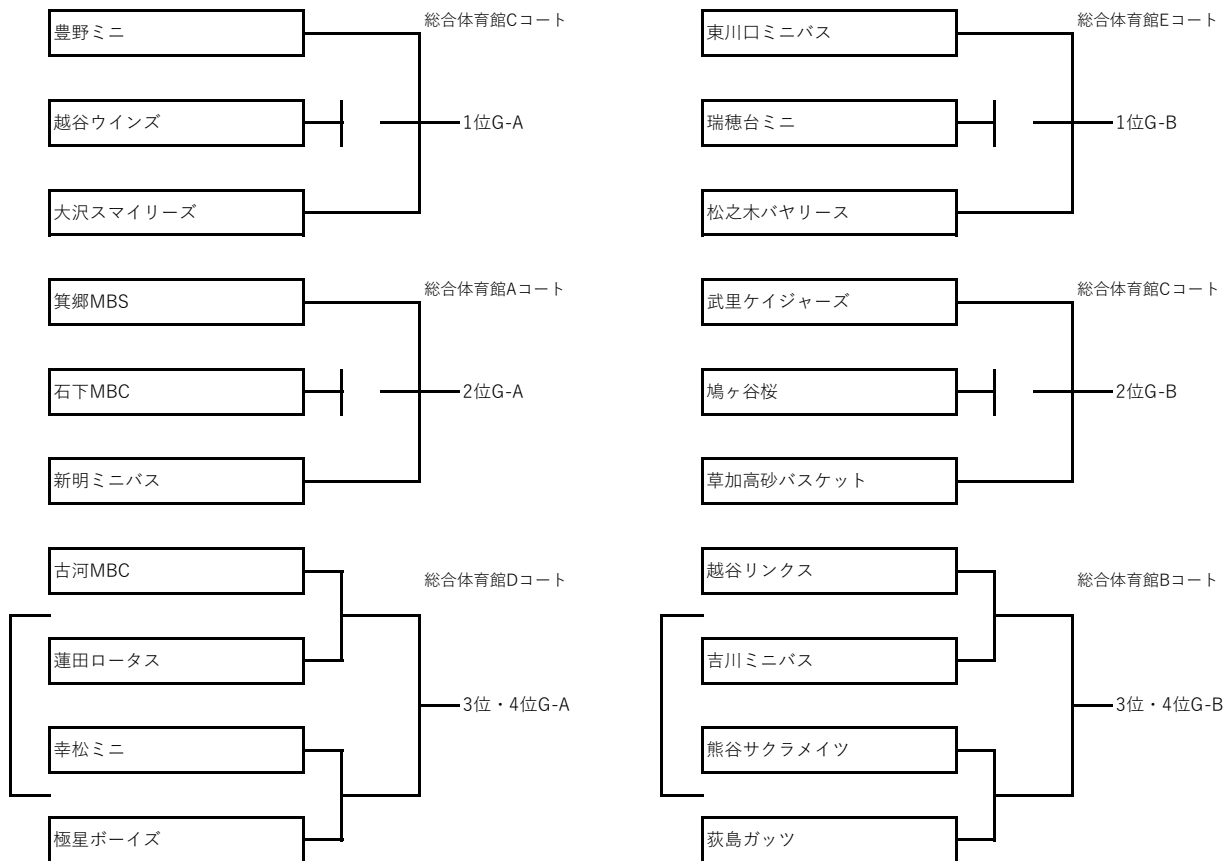 豊野ミニ
総合体育館Cコート
越谷ウインズ
1位G-A
大沢スマイリーズ
東川口ミニバス
総合体育館Eコート
瑞穂台ミニ
1位G-B
松之木バヤリース
箕郷MBS
総合体育館Aコート
石下MBC
2位G-A
新明ミニバス
武里ケイジャーズ
総合体育館Cコート
鳩ヶ谷桜
2位G-B
草加高砂バスケット
古河MBC
総合体育館Dコート
蓮田ロータス
3位・4位G-A
幸松ミニ
極星ボーイズ
越谷リンクス
総合体育館Bコート
吉川ミニバス
3位・4位G-B
熊谷サクラメイツ
荻島ガッツ